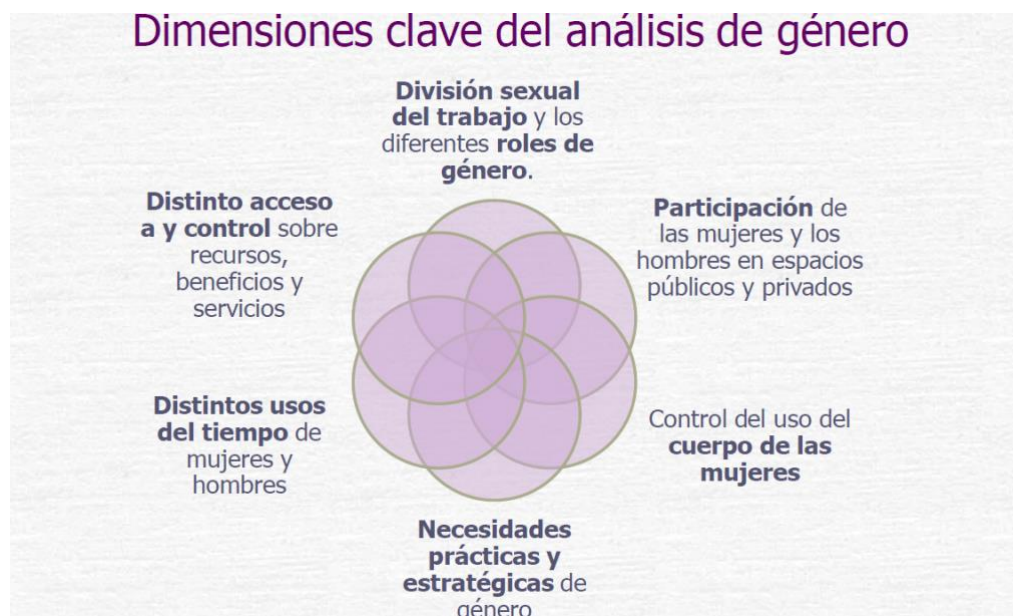 Dimensiones clave del análisis de género
División sexual
del trabajo y los
diferentes roles de
género.
Participación de
las mujeres y los
hombres en espacios
públicos y privados
Control del uso del
cuerpo de las
mujeres
Necesidades
prácticas y
estratégicas de
género
Distintos usos
del tiempo de
mujeres y
hombres
Distinto acceso
a y control sobre
recursos,
beneficios y
servicios